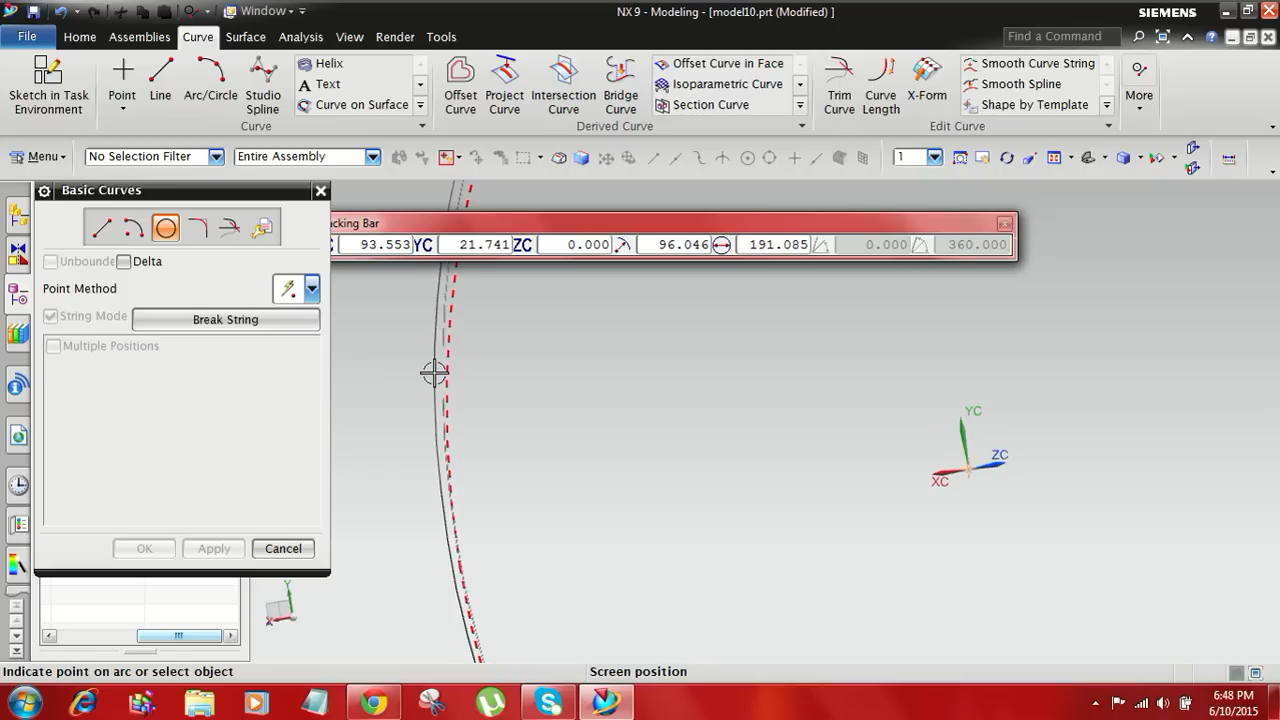 Window
NX 9 - Modeling - [model10.prt (Modified) ]
SIEMENS
File
Home
Assemblies
Curve
Surface
Analysis
View
Render
Tools
Find a Command
Sketch in Task Environment
Point
Line
Arc/Circle
Studio Spline
Helix
Text
Curve on Surface
Offset Curve
Project Curve
Intersection Curve
Bridge Curve
Offset Curve in Face
Isoparametric Curve
Section Curve
Trim Curve
Curve Length
X-Form
Smooth Curve String
Smooth Spline
Shape by Template
More
Curve
Derived Curve
Edit Curve
Menu
No Selection Filter
Entire Assembly
1
Basic Curves
cking Bar
93.553 YC 21.741 ZC 0.000 96.046 191.085 0.000 360.000
Unbounde
Delta
Point Method
String Mode
Break String
Multiple Positions
OK
Apply
Cancel
YC
ZC
XC
Y
X
Indicate point on arc or select object
Screen position
6:48 PM
6/10/2015